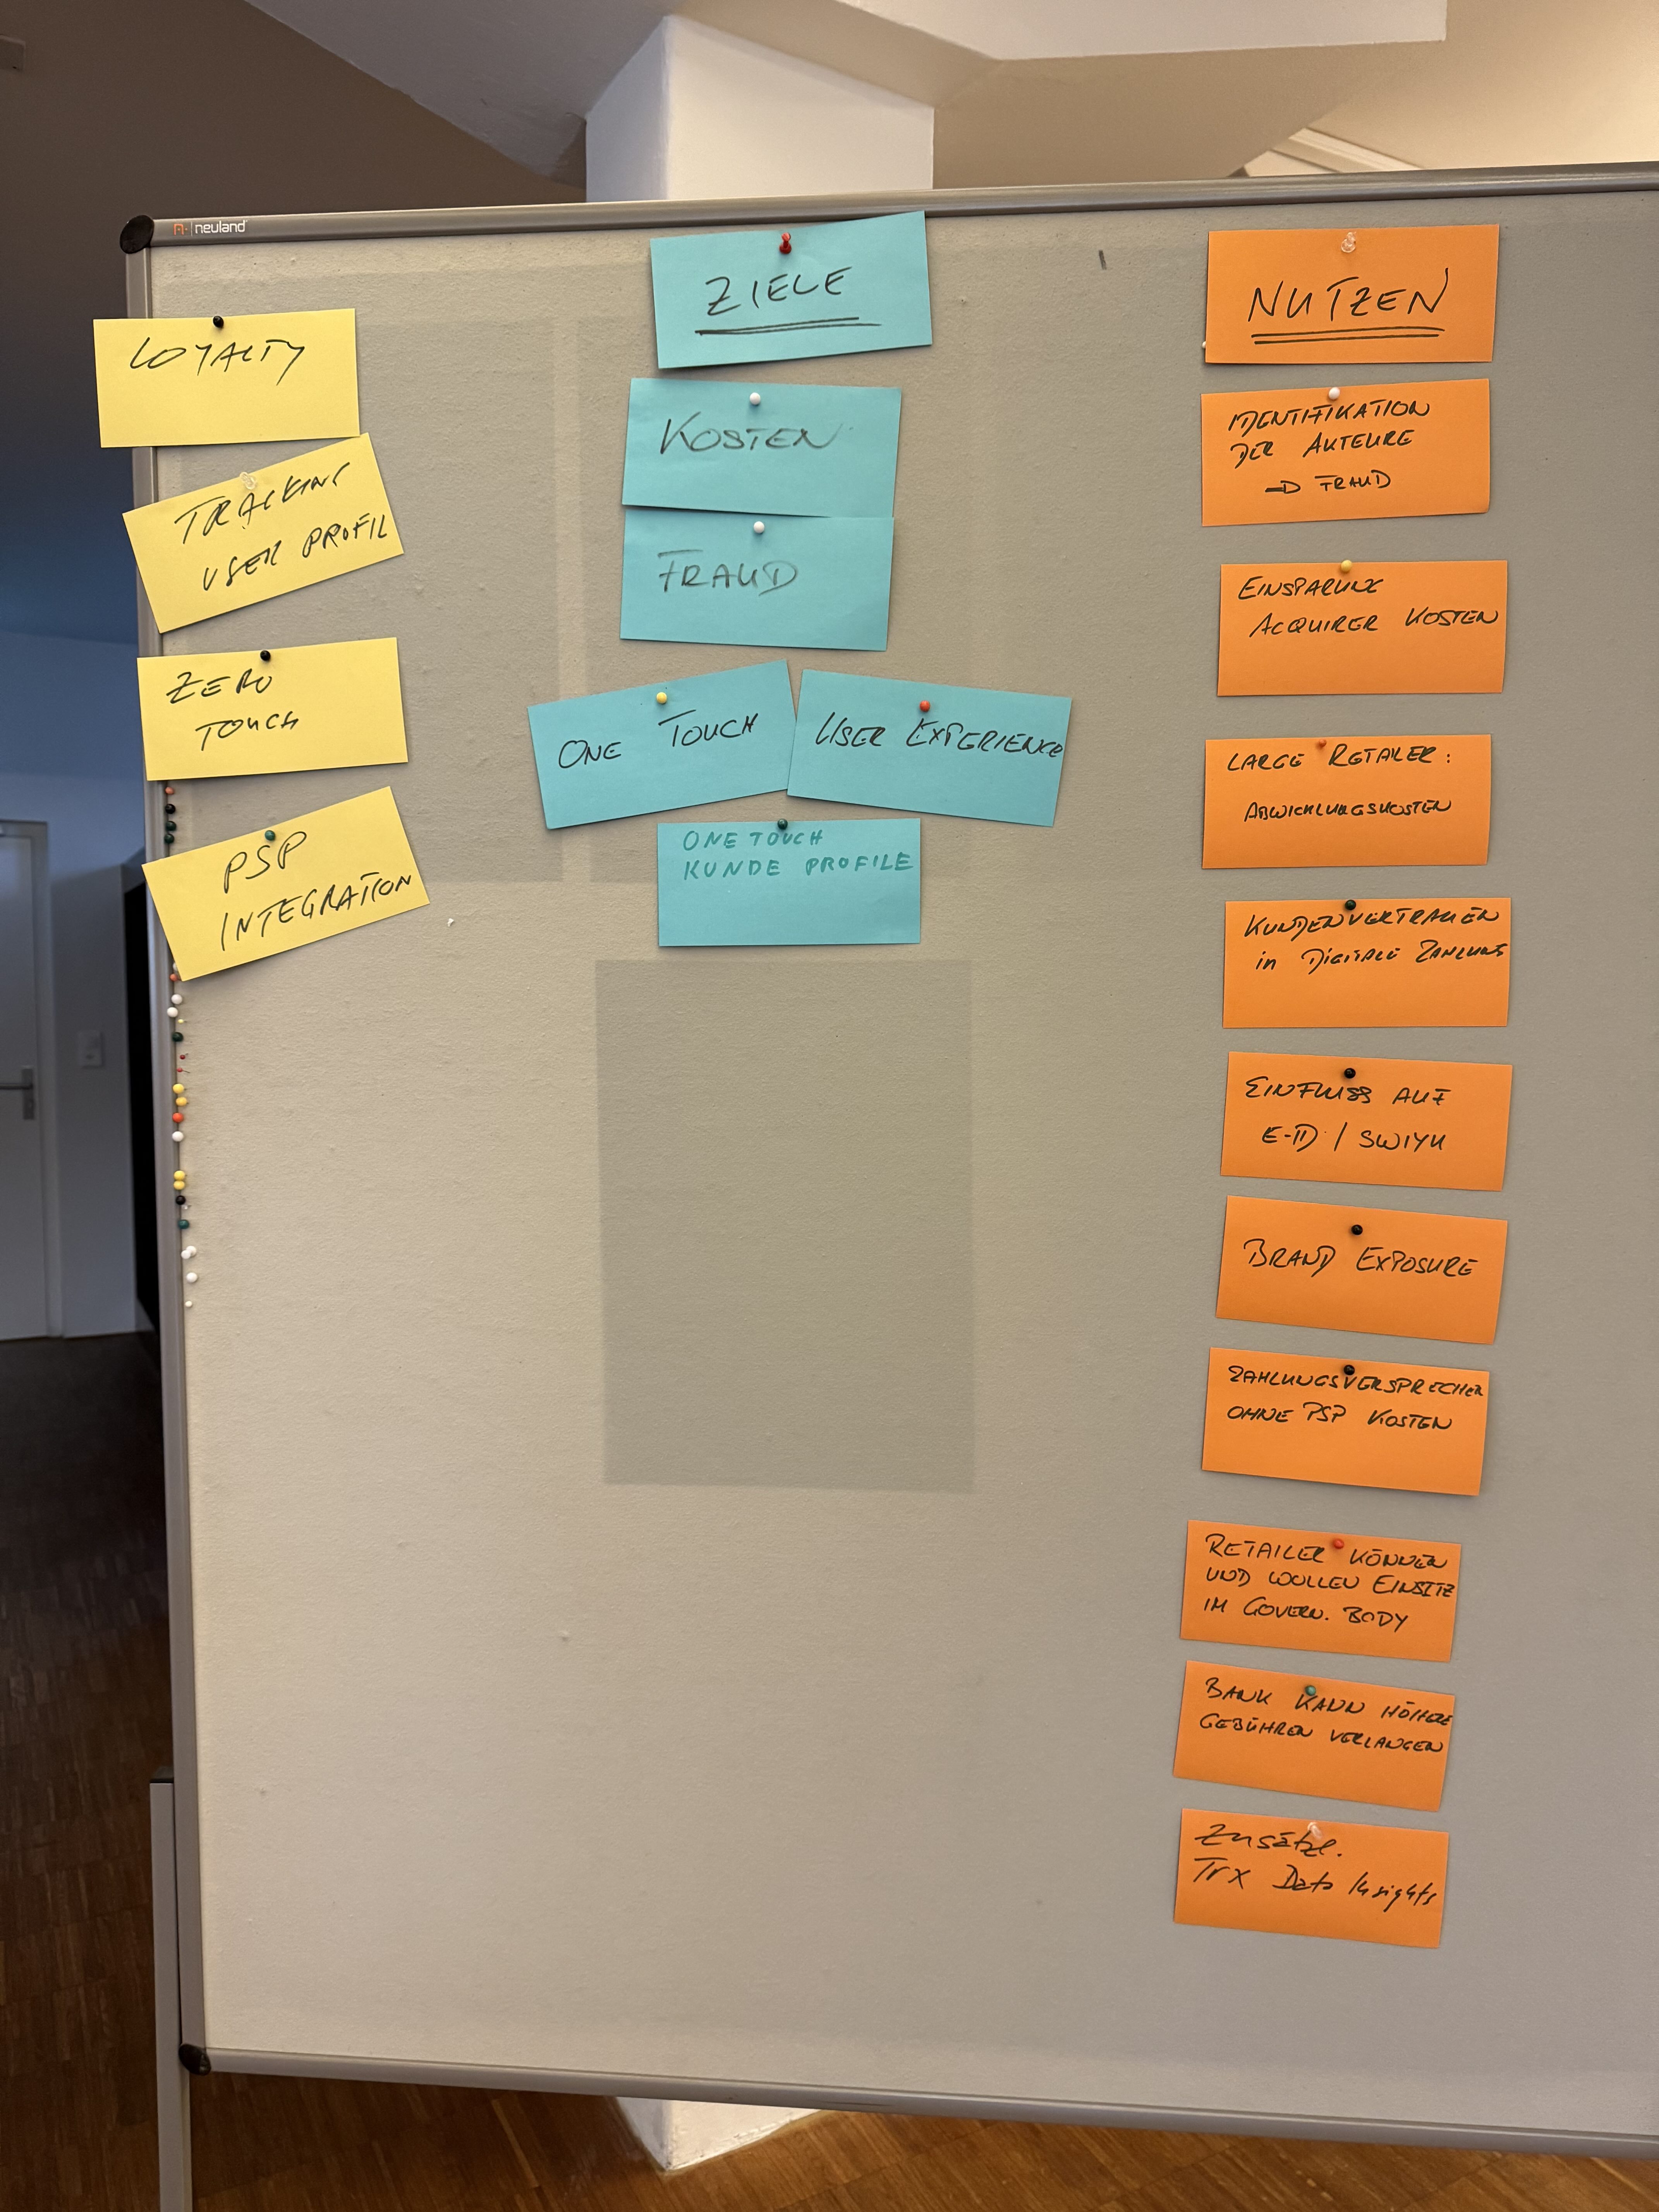 neuland
LOYALTY
TRACKING
USER PROFIL
ZERO
TOUCH
PSP
INTEGRATION
ZIELE
KOSTEN
FRAUD
ONE TOUCH
USER EXPERIENCE
ONE TOUCH
KUNDE PROFILE
NUTZEN
IDENTIFIKATION
DER AKTEURE
→ FRAUD
EINSPARUNG
ACQUIRER KOSTEN
LARGE RETAILER:
ABWICKLUNGSKOSTEN
KUNDENVERTRAUEN
in DIGITALE ZAHLUNG
EINFLUSS AUF
E-ID / SWIYU
BRAND EXPOSURE
ZAHLUNGSVERSPRECHEN
OHNE PSP KOSTEN
RETAILER KÖNNEN
UND WOLLEN EINSITZ
IM GOVERN. BODY
BANK KANN HÖHERE
GEBÜHREN VERLANGEN
Zusätzl.
Trx Data Insights